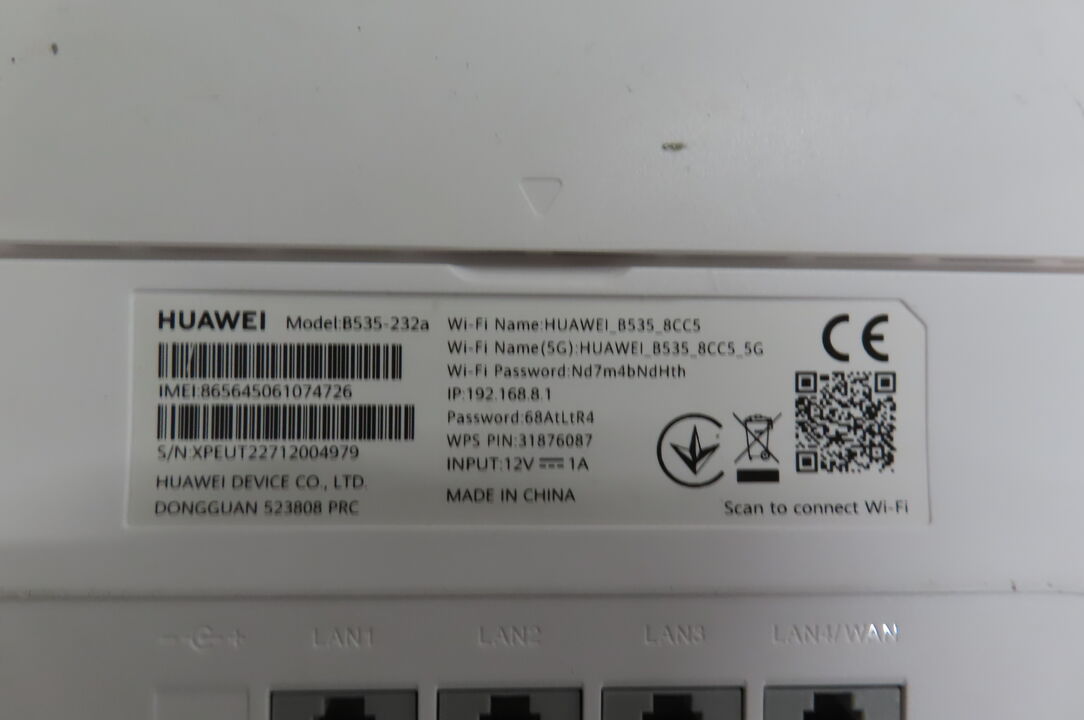 HUAWEI Model:B535-232a
IMEI:865645061074726
S/N:XPEUT22712004979
HUAWEI DEVICE CO., LTD.
DONGGUAN 523808 PRC
Wi-Fi Name:HUAWEI_B535_8CC5
Wi-Fi Name(5G):HUAWEI_B535_8CC5_5G
Wi-Fi Password:Nd7m4bNdHth
IP:192.168.8.1
Password:68AtLtR4
WPS PIN:31876087
INPUT:12V⎓1A
MADE IN CHINA
CE
Scan to connect Wi-Fi
LAN1 LAN2 LAN3 LAN4/WAN